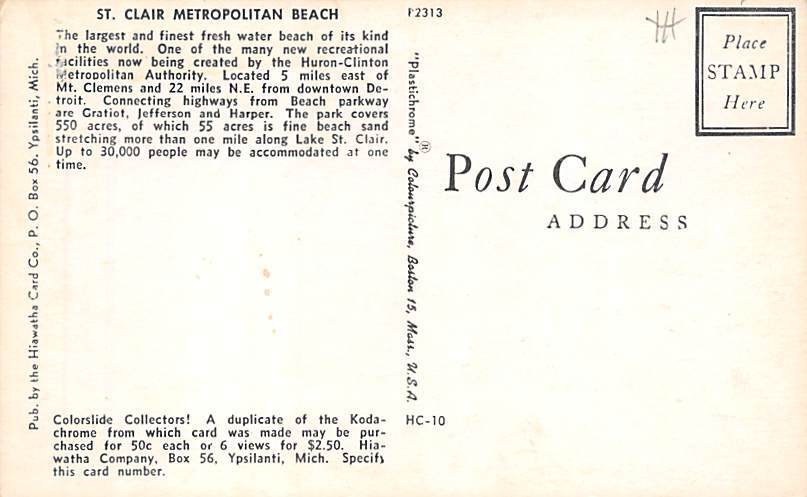 ST. CLAIR METROPOLITAN BEACH
The largest and finest fresh water beach of its kind
in the world. One of the many new recreational
facilities now being created by the Huron-Clinton
Metropolitan Authority. Located 5 miles east of
Mt. Clemens and 22 miles N.E. from downtown De-
troit. Connecting highways from Beach parkway
are Gratiot, Jefferson and Harper. The park covers
550 acres, of which 55 acres is fine beach sand
stretching more than one mile along Lake St. Clair.
Up to 30,000 people may be accommodated at one
time.
Pub. by the Hiawatha Card Co., P. O. Box 56. Ypsilanti, Mich.
Colorslide Collectors! A duplicate of the Koda-
chrome from which card was made may be pur-
chased for 50c each or 6 views for $2.50. Hia-
watha Company, Box 56, Ypsilanti, Mich. Specify
this card number.
P2313
"Plastichrome"® by Colourpicture, Boston 15, Mass., U.S.A.
HC-10
Place
STAMP
Here
Post Card
ADDRESS